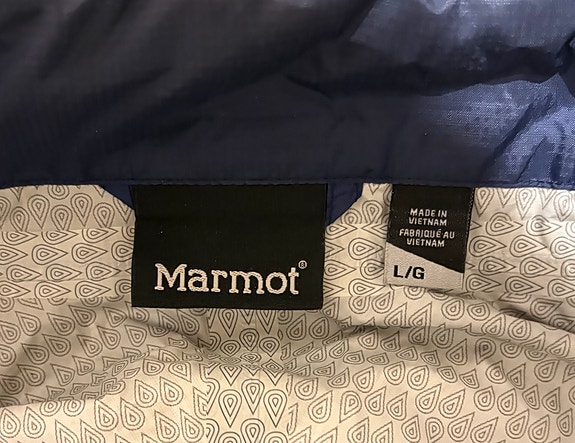 Marmot®
MADE IN
VIETNAM
FABRIQUÉ AU
VIETNAM
L/G